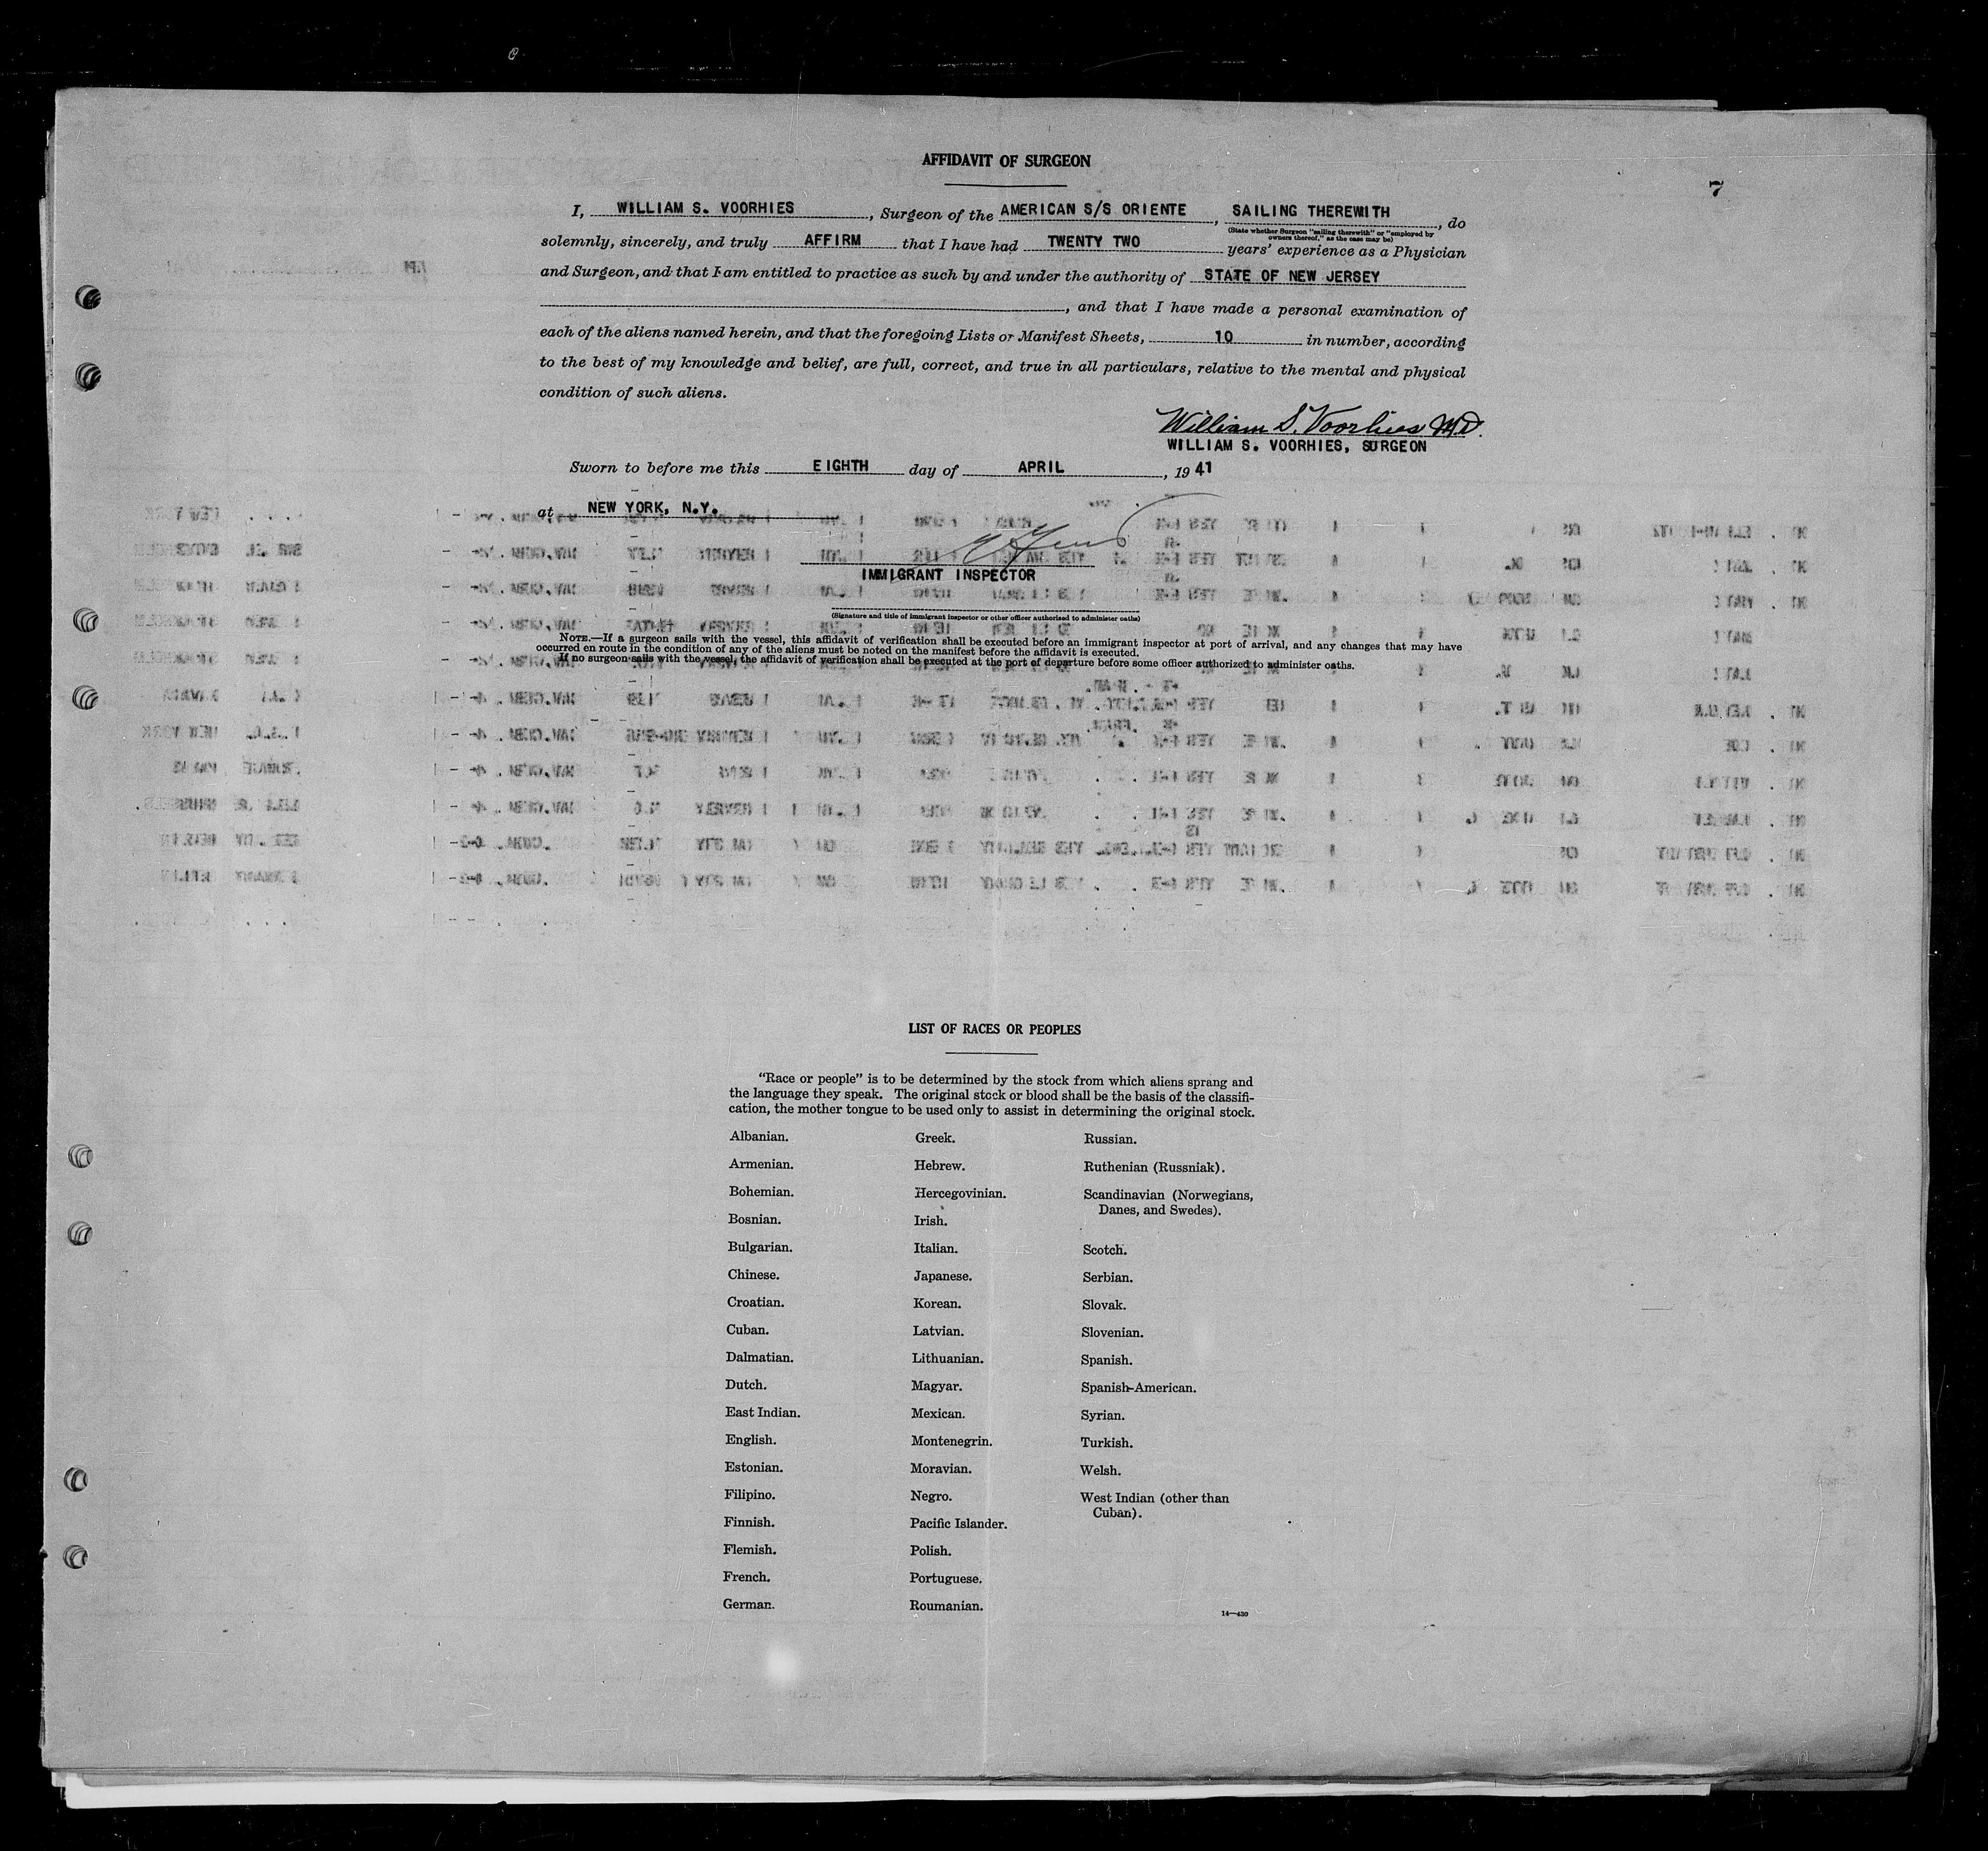 AFFIDAVIT OF SURGEON
7
I, WILLIAM S. VOORHIES, Surgeon of the AMERICAN S/S ORIENTE, SAILING THEREWITH, do
(State whether Surgeon "sailing therewith" or "employed by
owners thereof," as the case may be)
solemnly, sincerely, and truly AFFIRM that I have had TWENTY TWO years' experience as a Physician
and Surgeon, and that I am entitled to practice as such by and under the authority of STATE OF NEW JERSEY
, and that I have made a personal examination of
each of the aliens named herein, and that the foregoing Lists or Manifest Sheets, 10 in number, according
to the best of my knowledge and belief, are full, correct, and true in all particulars, relative to the mental and physical
condition of such aliens.
William S. Voorhies M.D.
WILLIAM S. VOORHIES, SURGEON
Sworn to before me this EIGHTH day of APRIL, 1941
at NEW YORK, N.Y.
IMMIGRANT INSPECTOR
(Signature and title of immigrant inspector or other officer authorized to administer oaths)
NOTE.—If a surgeon sails with the vessel, this affidavit of verification shall be executed before an immigrant inspector at port of arrival, and any changes that may have
occurred en route in the condition of any of the aliens must be noted on the manifest before the affidavit is executed.
If no surgeon sails with the vessel, the affidavit of verification shall be executed at the port of departure before some officer authorized to administer oaths.
LIST OF RACES OR PEOPLES
"Race or people" is to be determined by the stock from which aliens sprang and
the language they speak. The original stock or blood shall be the basis of the classifi-
cation, the mother tongue to be used only to assist in determining the original stock.
Albanian.
Armenian.
Bohemian.
Bosnian.
Bulgarian.
Chinese.
Croatian.
Cuban.
Dalmatian.
Dutch.
East Indian.
English.
Estonian.
Filipino.
Finnish.
Flemish.
French.
German.
Greek.
Hebrew.
Hercegovinian.
Irish.
Italian.
Japanese.
Korean.
Latvian.
Lithuanian.
Magyar.
Mexican.
Montenegrin.
Moravian.
Negro.
Pacific Islander.
Polish.
Portuguese.
Roumanian.
Russian.
Ruthenian (Russniak).
Scandinavian (Norwegians,
Danes, and Swedes).
Scotch.
Serbian.
Slovak.
Slovenian.
Spanish.
Spanish-American.
Syrian.
Turkish.
Welsh.
West Indian (other than
Cuban).
14—430